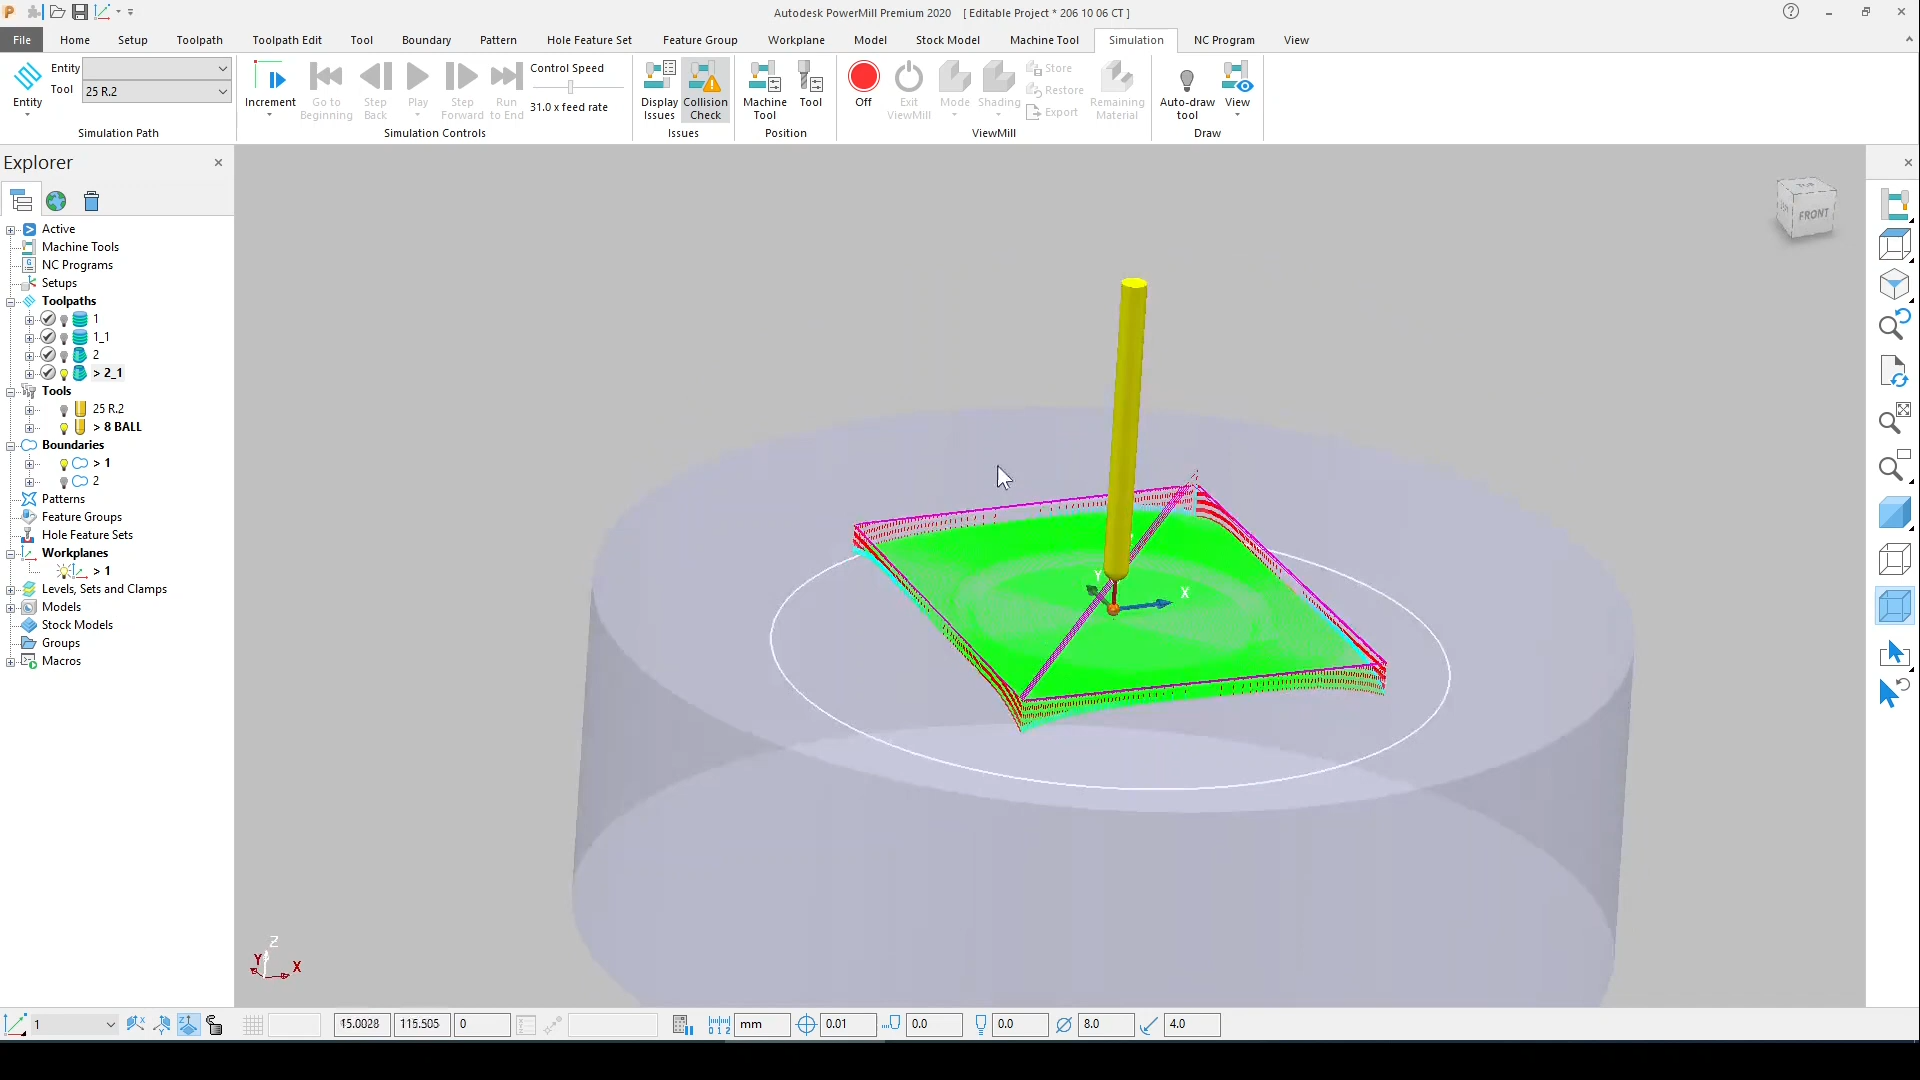 Autodesk PowerMill Premium 2020 [ Editable Project * 206 10 06 CT ]
File Home Setup Toolpath Toolpath Edit Tool Boundary Pattern Hole Feature Set Feature Group Workplane Model Stock Model Machine Tool Simulation NC Program View
Entity
Entity
Tool 25 R.2
Simulation Path
Increment
Go to Beginning
Step Back
Play
Step Forward
Run to End
Control Speed
31.0 x feed rate
Simulation Controls
Display Issues
Collision Check
Issues
Machine Tool
Tool
Position
Off
Exit ViewMill
Mode
Shading
Store
Restore
Export
Remaining Material
ViewMill
Auto-draw tool
View
Draw
Explorer
Active
Machine Tools
NC Programs
Setups
Toolpaths
1
1_1
2
> 2_1
Tools
25 R.2
> 8 BALL
Boundaries
> 1
2
Patterns
Feature Groups
Hole Feature Sets
Workplanes
> 1
Levels, Sets and Clamps
Models
Stock Models
Groups
Macros
FRONT
Y X
Z
Y X
1 45.0028 115.505 0 mm 0.01 0.0 0.0 8.0 4.0